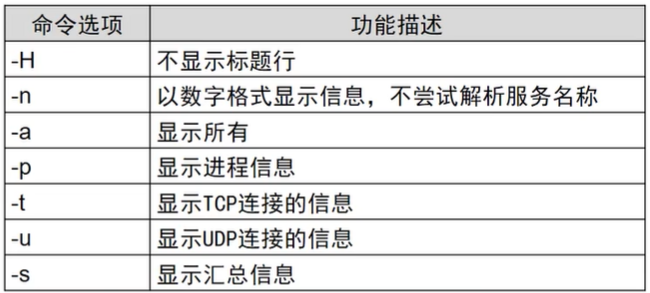 命令选项 功能描述
-H 不显示标题行
-n 以数字格式显示信息，不尝试解析服务名称
-a 显示所有
-p 显示进程信息
-t 显示TCP连接的信息
-u 显示UDP连接的信息
-s 显示汇总信息